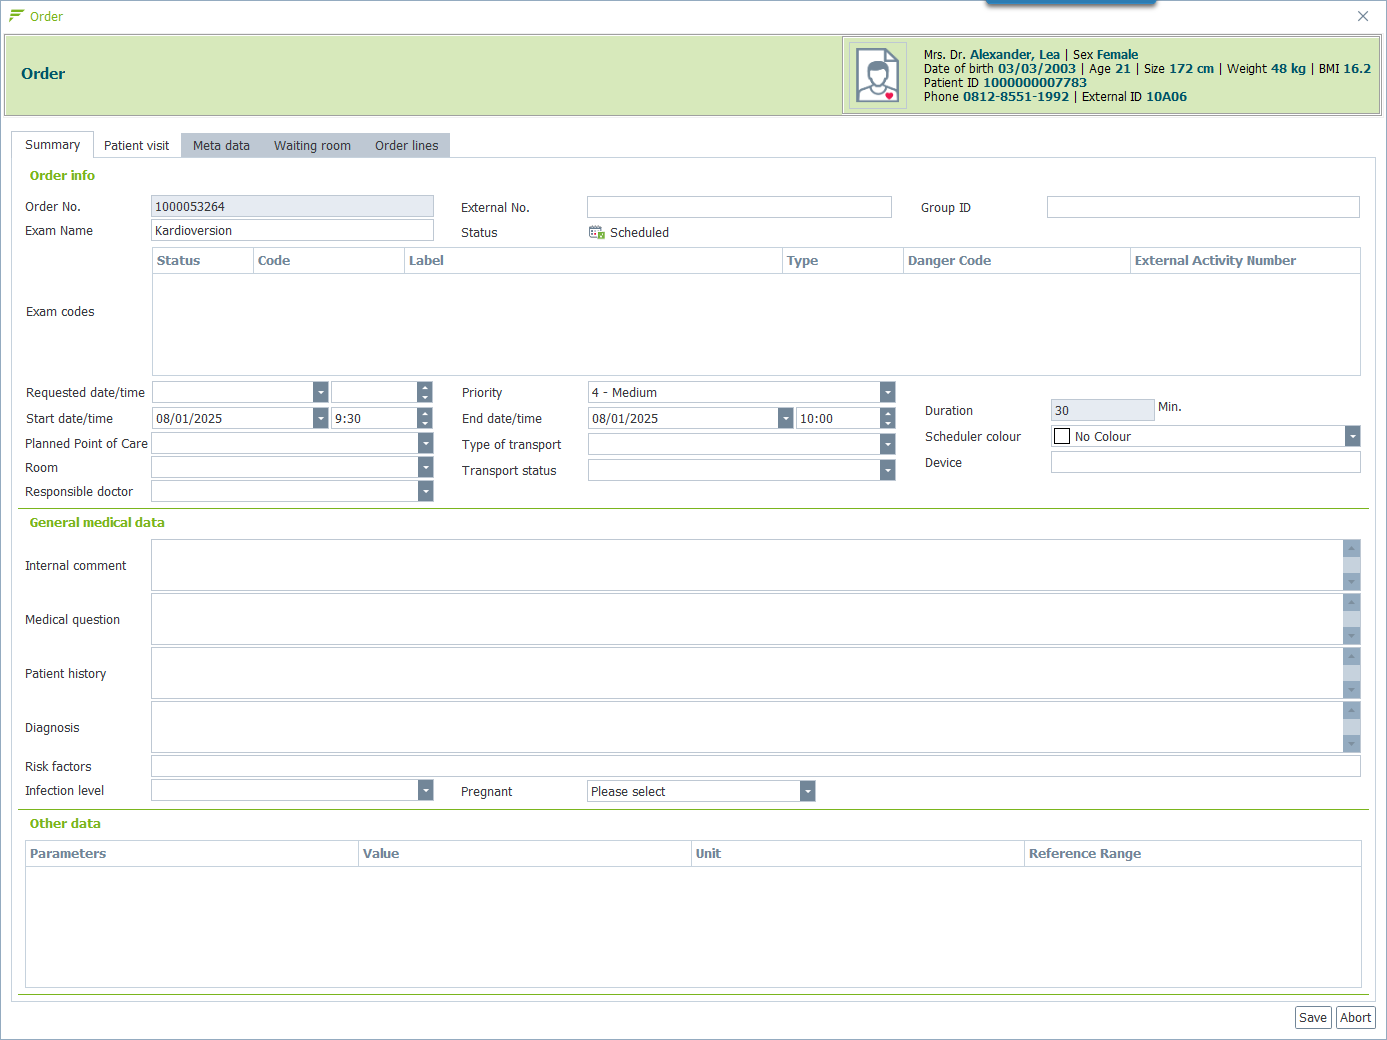 Order
Order
Mrs. Dr. Alexander, Lea | Sex Female
Date of birth 03/03/2003 | Age 21 | Size 172 cm | Weight 48 kg | BMI 16.2
Patient ID 1000000007783
Phone 0812-8551-1992 | External ID 10A06
Summary Patient visit Meta data Waiting room Order lines
Order info
Order No. 1000053264 External No. Group ID
Exam Name Kardioversion Status Scheduled
Status Code Label Type Danger Code External Activity Number
Exam codes
Requested date/time Priority 4 - Medium
Start date/time 08/01/2025 9:30 End date/time 08/01/2025 10:00 Duration 30 Min.
Planned Point of Care Type of transport Scheduler colour No Colour
Room Transport status Device
Responsible doctor
General medical data
Internal comment
Medical question
Patient history
Diagnosis
Risk factors
Infection level Pregnant Please select
Other data
Parameters Value Unit Reference Range
Save Abort